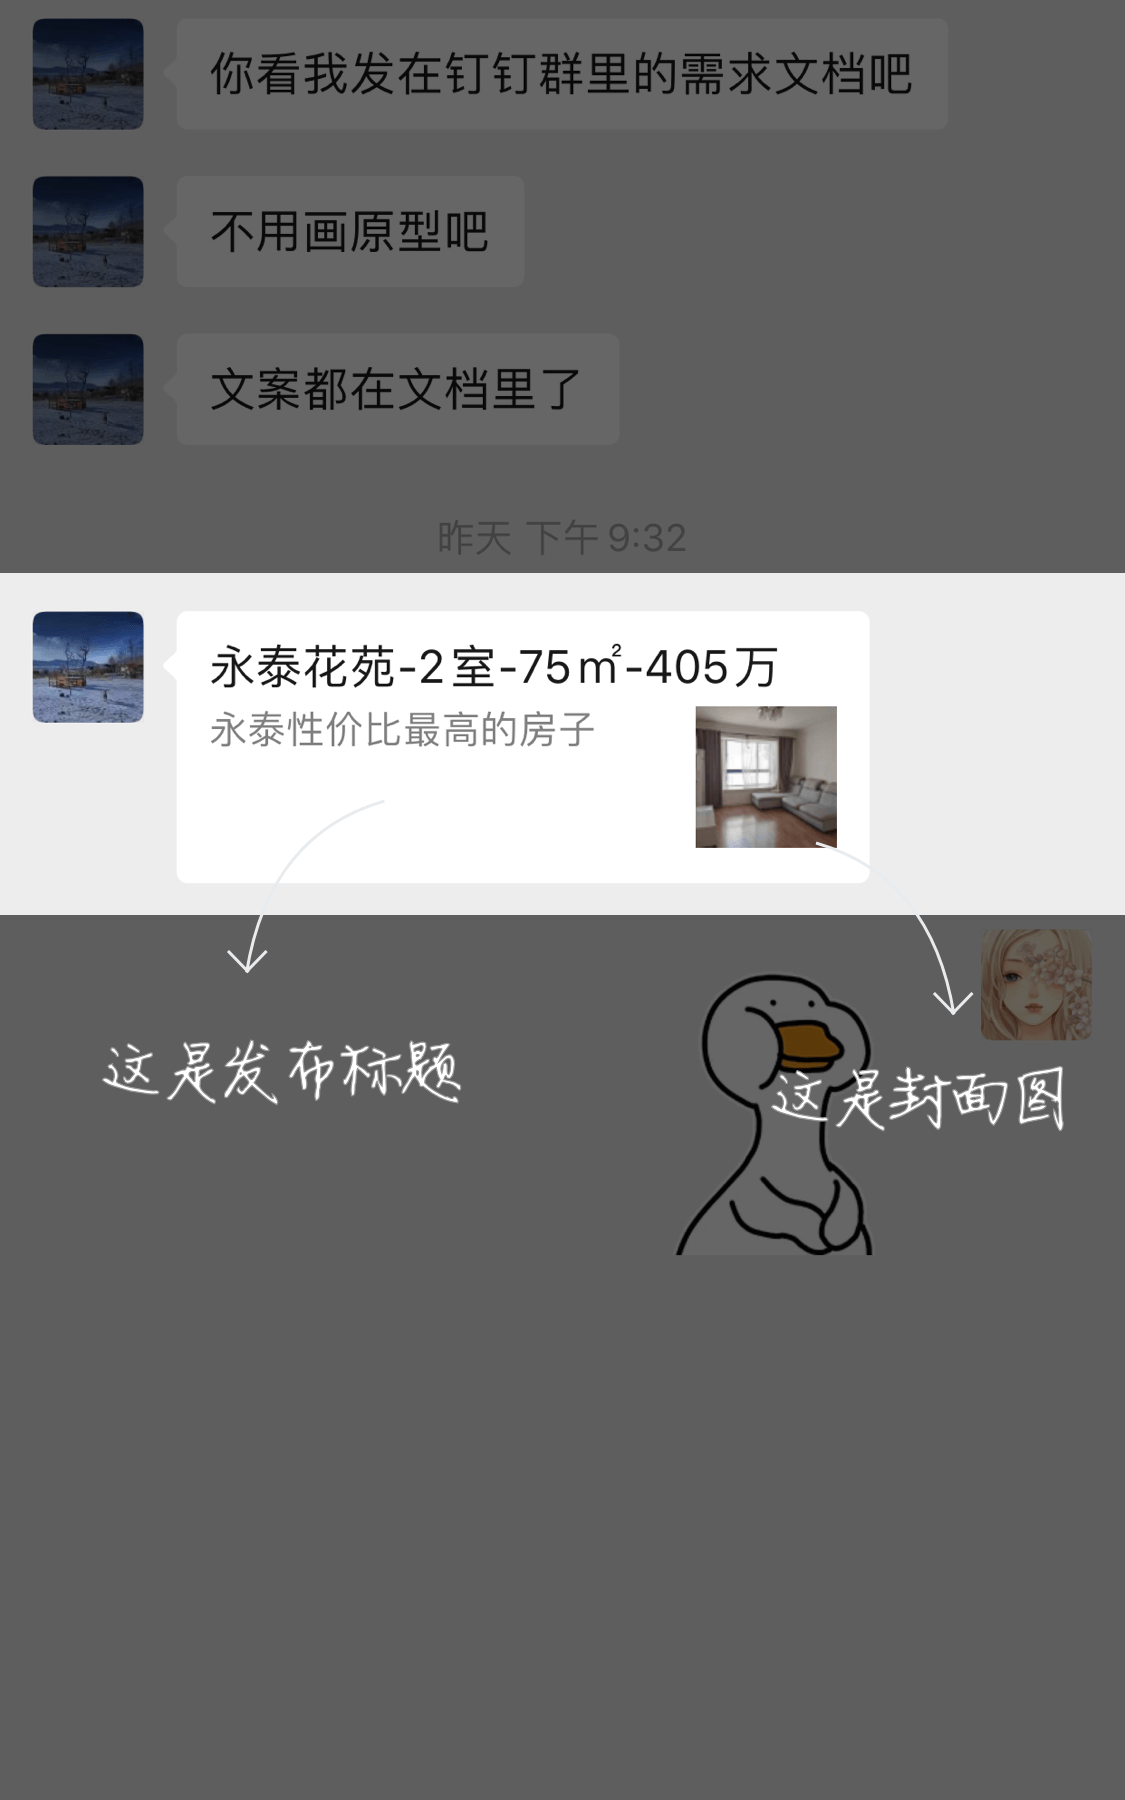 你看我发在钉钉群里的需求文档吧
不用画原型吧
文案都在文档里了
昨天 下午 9:32
永泰花苑-2室-75㎡-405万
永泰性价比最高的房子
这是发布标题
这是封面图